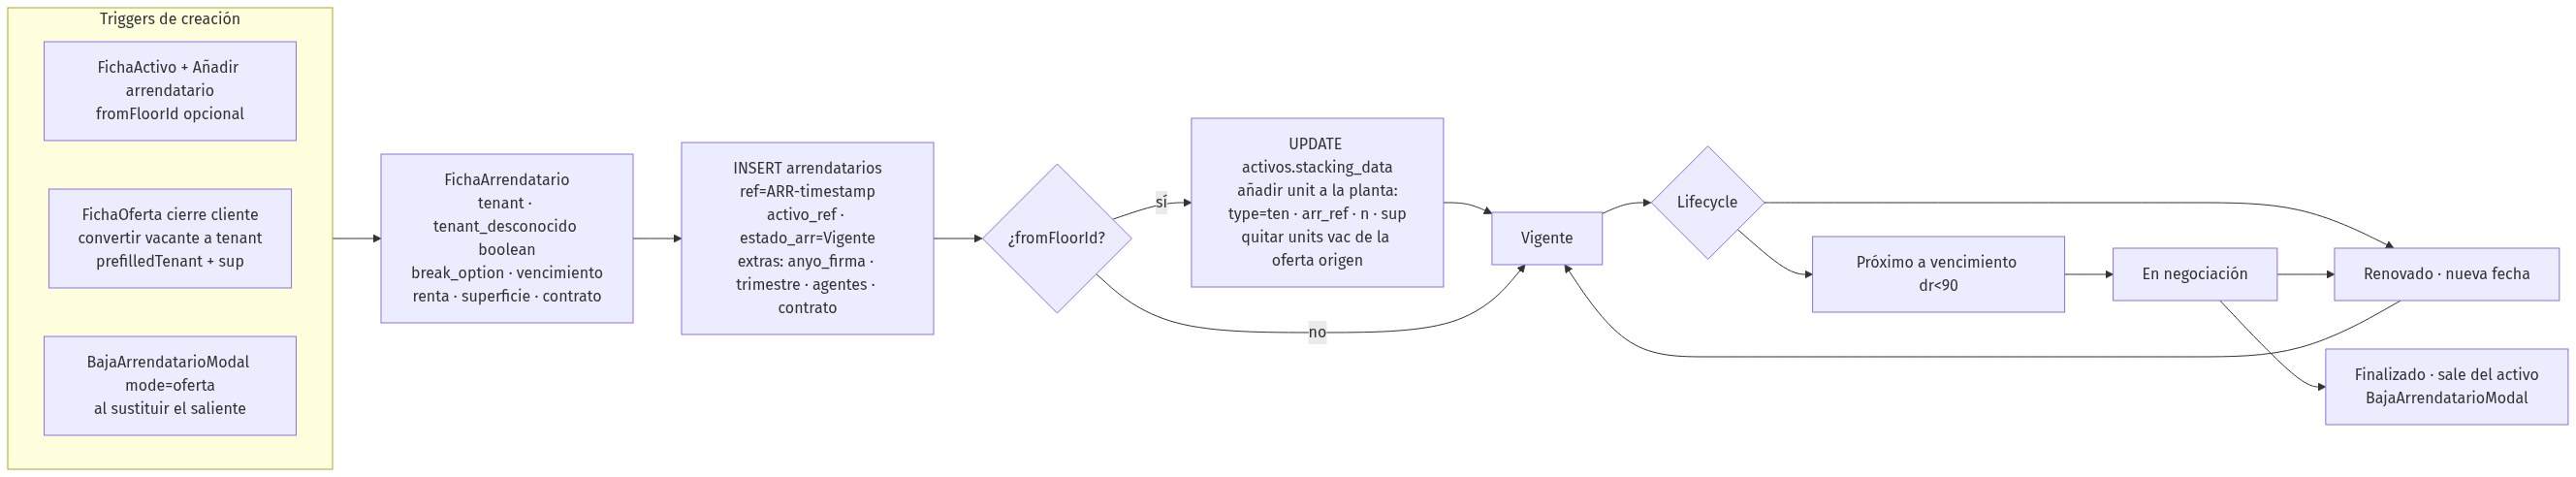 Triggers de creación
FichaActivo + Añadir
arrendatario
fromFloorId opcional
FichaOferta cierre cliente
convertir vacante a tenant
prefilledTenant + sup
BajaArrendatarioModal
mode=oferta
al sustituir el saliente
FichaArrendatario
tenant ·
tenant_desconocido
boolean
break_option · vencimiento
renta · superficie · contrato
INSERT arrendatarios
ref=ARR-timestamp
activo_ref ·
estado_arr=Vigente
extras: anyo_firma ·
trimestre · agentes ·
contrato
¿fromFloorId?
sí
no
UPDATE
activos.stacking_data
añadir unit a la planta:
type=ten · arr_ref · n · sup
quitar units vac de la
oferta origen
Vigente
Lifecycle
Próximo a vencimiento
dr<90
En negociación
Renovado · nueva fecha
Finalizado · sale del activo
BajaArrendatarioModal